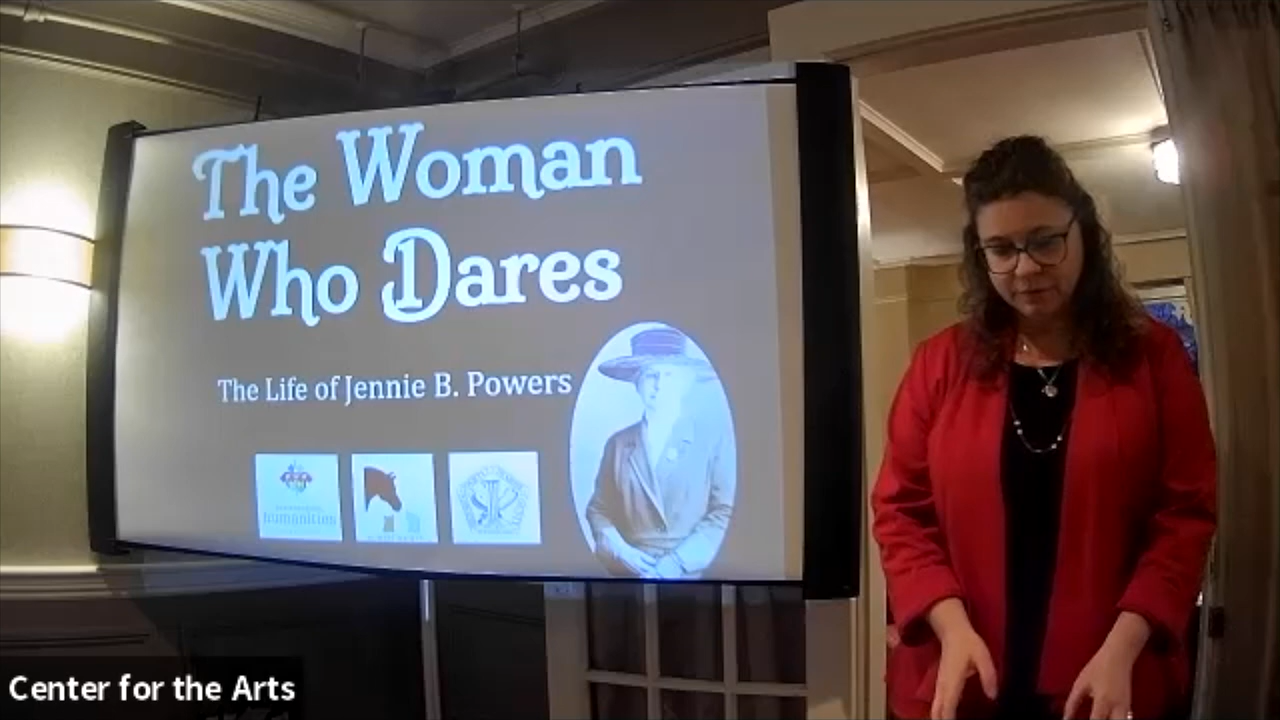 The Woman
Who Dares
The Life of Jennie B. Powers
humanities
Center for the Arts